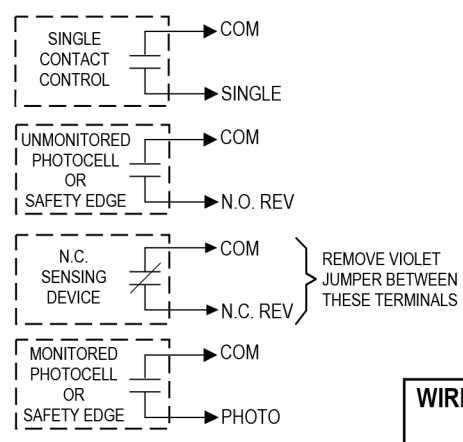 SINGLE
CONTACT
CONTROL
COM
SINGLE
UNMONITORED
PHOTOCELL
OR
SAFETY EDGE
COM
N.O. REV
N.C.
SENSING
DEVICE
COM
N.C. REV
REMOVE VIOLET
JUMPER BETWEEN
THESE TERMINALS
MONITORED
PHOTOCELL
OR
SAFETY EDGE
COM
PHOTO